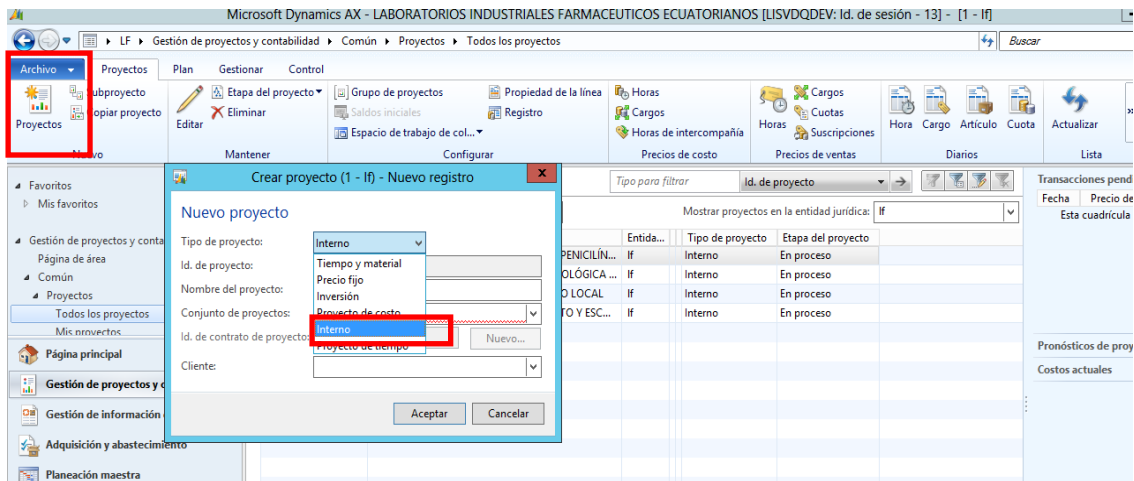 Microsoft Dynamics AX - LABORATORIOS INDUSTRIALES FARMACEUTICOS ECUATORIANOS [LISVDQDEV: Id. de sesión - 13] - [1 - lf]
LF Gestión de proyectos y contabilidad Común Proyectos Todos los proyectos Buscar
Archivo Proyectos Plan Gestionar Control
Proyectos
Subproyecto
Copiar proyecto
Nuevo
Editar
Etapa del proyecto
Eliminar
Mantener
Grupo de proyectos
Saldos iniciales
Espacio de trabajo de col...
Propiedad de la línea
Registro
Configurar
Horas
Cargos
Horas de intercompañía
Precios de costo
Horas
Cargos
Cuotas
Suscripciones
Precios de ventas
Hora Cargo Artículo Cuota
Diarios
Actualizar
Lista
Favoritos
Mis favoritos
Gestión de proyectos y conta
Página de área
Común
Proyectos
Todos los proyectos
Mis proyectos
Página principal
Gestión de proyectos y c
Gestión de información
Adquisición y abastecimiento
Planeación maestra
Crear proyecto (1 - lf) - Nuevo registro x
Nuevo proyecto
Tipo de proyecto: Interno
Id. de proyecto:
Nombre del proyecto:
Conjunto de proyectos:
Id. de contrato de proyecto: Nuevo...
Cliente:
Tiempo y material
Precio fijo
Inversión
Proyecto de costo
Interno
Proyecto de tiempo
Aceptar Cancelar
Tipo para filtrar Id. de proyecto
Mostrar proyectos en la entidad jurídica: lf
Entida... Tipo de proyecto Etapa del proyecto
PENICILÍN... lf Interno En proceso
OLÓGICA ... lf Interno En proceso
O LOCAL lf Interno En proceso
TO Y ESC... lf Interno En proceso
Transacciones pendi
Fecha Precio de
Esta cuadrícula
Pronósticos de proy
Costos actuales